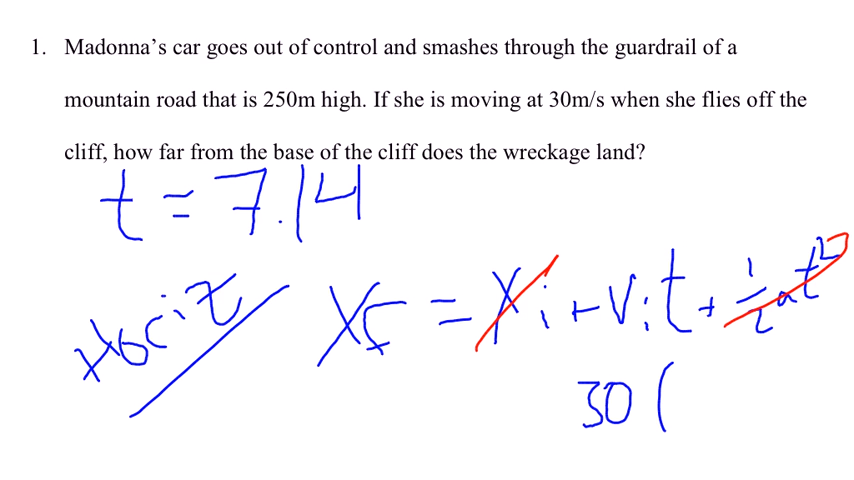 1. Madonna's car goes out of control and smashes through the guardrail of a
mountain road that is 250m high. If she is moving at 30m/s when she flies off the
cliff, how far from the base of the cliff does the wreckage land?
t = 7.14
Horiz
Xf = Xi + Vit + 1/2at²
30 (